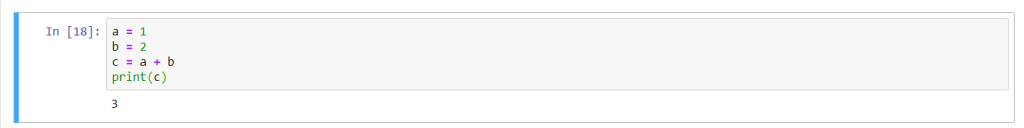 In [18]: a = 1
b = 2
c = a + b
print(c)
3